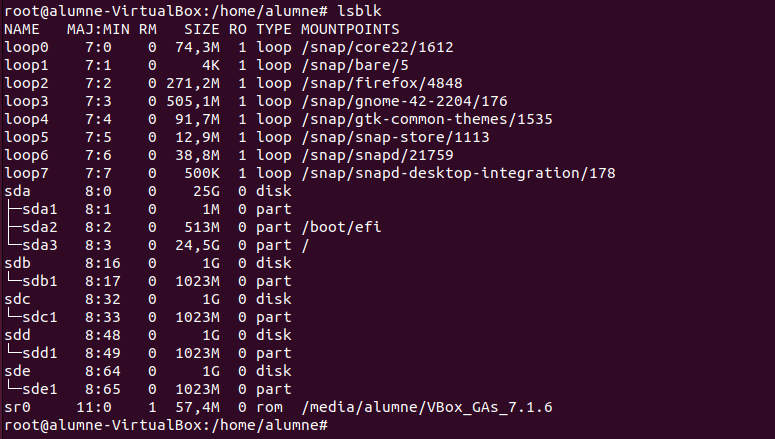 root@alumne-VirtualBox:/home/alumne# lsblk
NAME   MAJ:MIN RM   SIZE RO TYPE MOUNTPOINTS
loop0    7:0    0  74,3M  1 loop /snap/core22/1612
loop1    7:1    0     4K  1 loop /snap/bare/5
loop2    7:2    0 271,2M  1 loop /snap/firefox/4848
loop3    7:3    0 505,1M  1 loop /snap/gnome-42-2204/176
loop4    7:4    0  91,7M  1 loop /snap/gtk-common-themes/1535
loop5    7:5    0  12,9M  1 loop /snap/snap-store/1113
loop6    7:6    0  38,8M  1 loop /snap/snapd/21759
loop7    7:7    0   500K  1 loop /snap/snapd-desktop-integration/178
sda      8:0    0    25G  0 disk
├─sda1   8:1    0     1M  0 part
├─sda2   8:2    0   513M  0 part /boot/efi
└─sda3   8:3    0  24,5G  0 part /
sdb      8:16   0     1G  0 disk
└─sdb1   8:17   0  1023M  0 part
sdc      8:32   0     1G  0 disk
└─sdc1   8:33   0  1023M  0 part
sdd      8:48   0     1G  0 disk
└─sdd1   8:49   0  1023M  0 part
sde      8:64   0     1G  0 disk
└─sde1   8:65   0  1023M  0 part
sr0     11:0    1  57,4M  0 rom  /media/alumne/VBox_GAs_7.1.6
root@alumne-VirtualBox:/home/alumne#